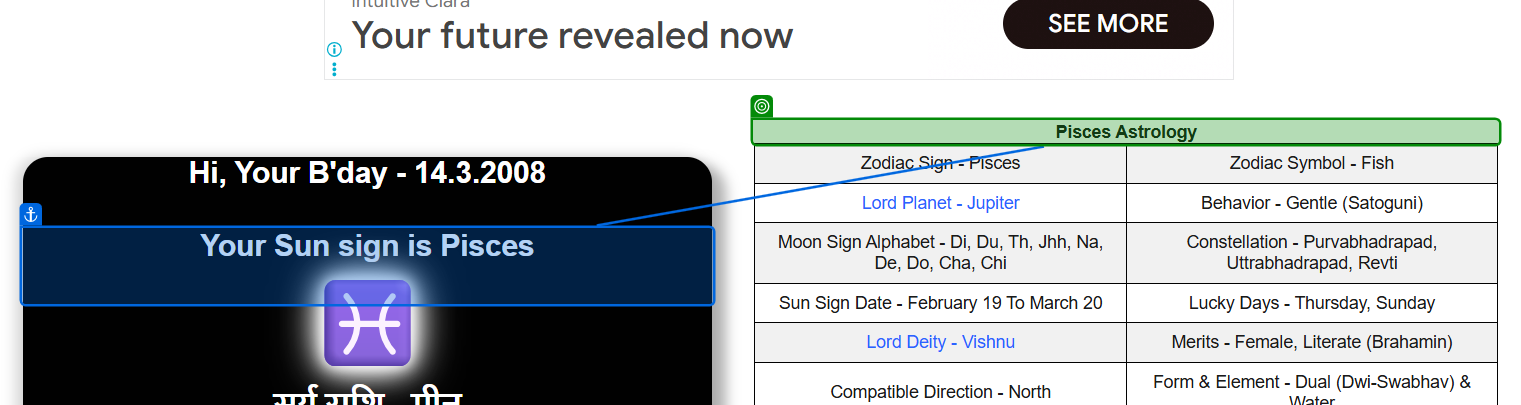 Intuitive Clara
Your future revealed now
SEE MORE
Hi, Your B'day - 14.3.2008
Your Sun sign is Pisces
सूर्य राशि - मीन
Pisces Astrology
Zodiac Sign - Pisces
Zodiac Symbol - Fish
Lord Planet - Jupiter
Behavior - Gentle (Satoguni)
Moon Sign Alphabet - Di, Du, Th, Jhh, Na,
De, Do, Cha, Chi
Constellation - Purvabhadrapad,
Uttrabhadrapad, Revti
Sun Sign Date - February 19 To March 20
Lucky Days - Thursday, Sunday
Lord Deity - Vishnu
Merits - Female, Literate (Brahamin)
Compatible Direction - North
Form & Element - Dual (Dwi-Swabhav) &
Water